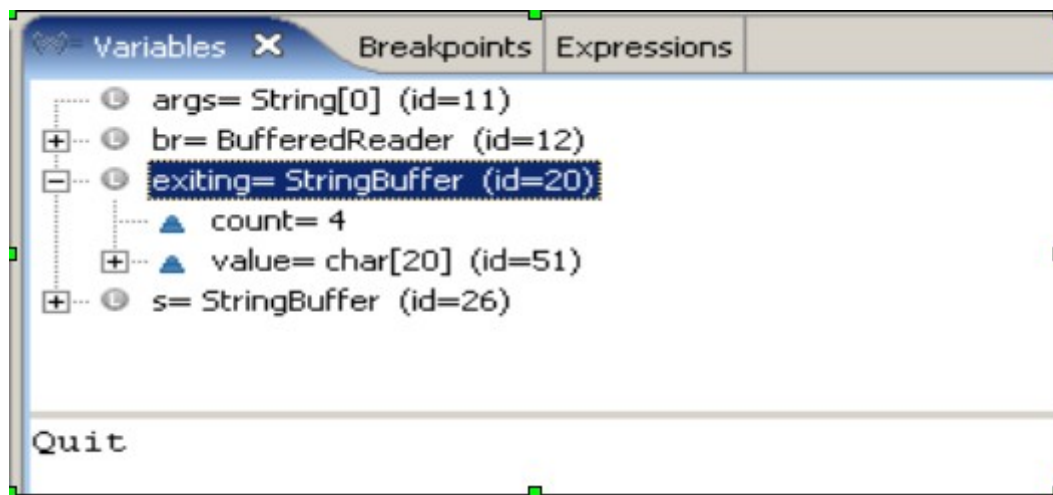 Variables Breakpoints Expressions
args= String[0] (id=11)
br= BufferedReader (id=12)
exiting= StringBuffer (id=20)
count= 4
value= char[20] (id=51)
s= StringBuffer (id=26)
Quit